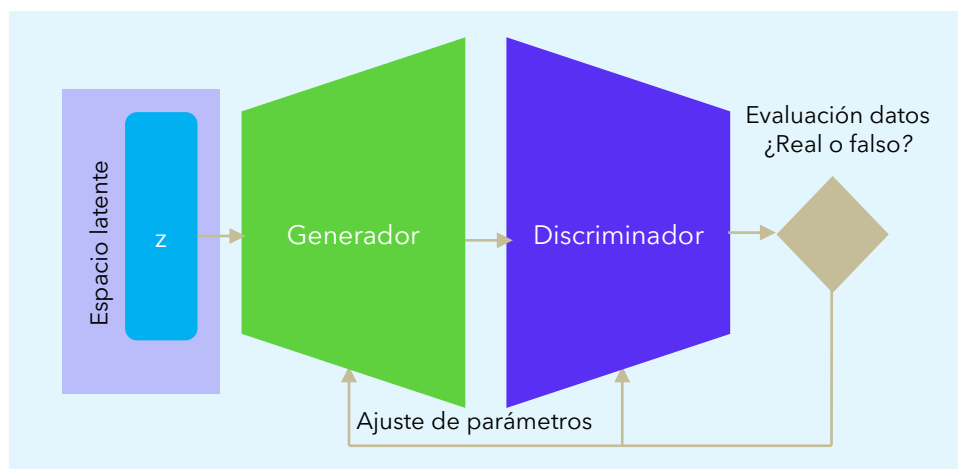 Espacio latente
z
Generador
Discriminador
Evaluación datos
¿Real o falso?
Ajuste de parámetros